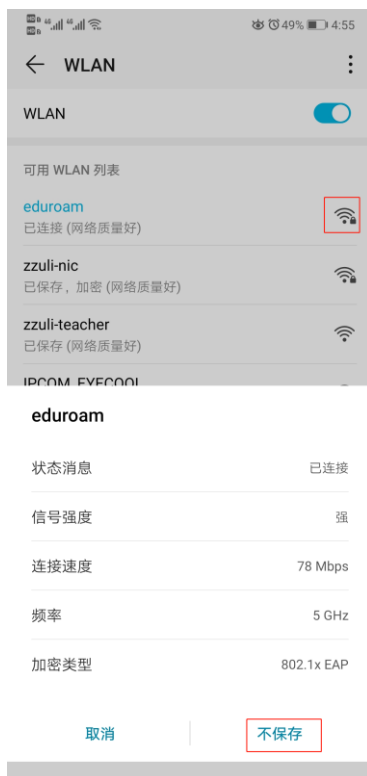 49% 4:55
WLAN
WLAN
可用 WLAN 列表
eduroam
已连接 (网络质量好)
zzuli-nic
已保存，加密 (网络质量好)
zzuli-teacher
已保存 (网络质量好)
IPCOM_EYECOOL
eduroam
状态消息 已连接
信号强度 强
连接速度 78 Mbps
频率 5 GHz
加密类型 802.1x EAP
取消 不保存